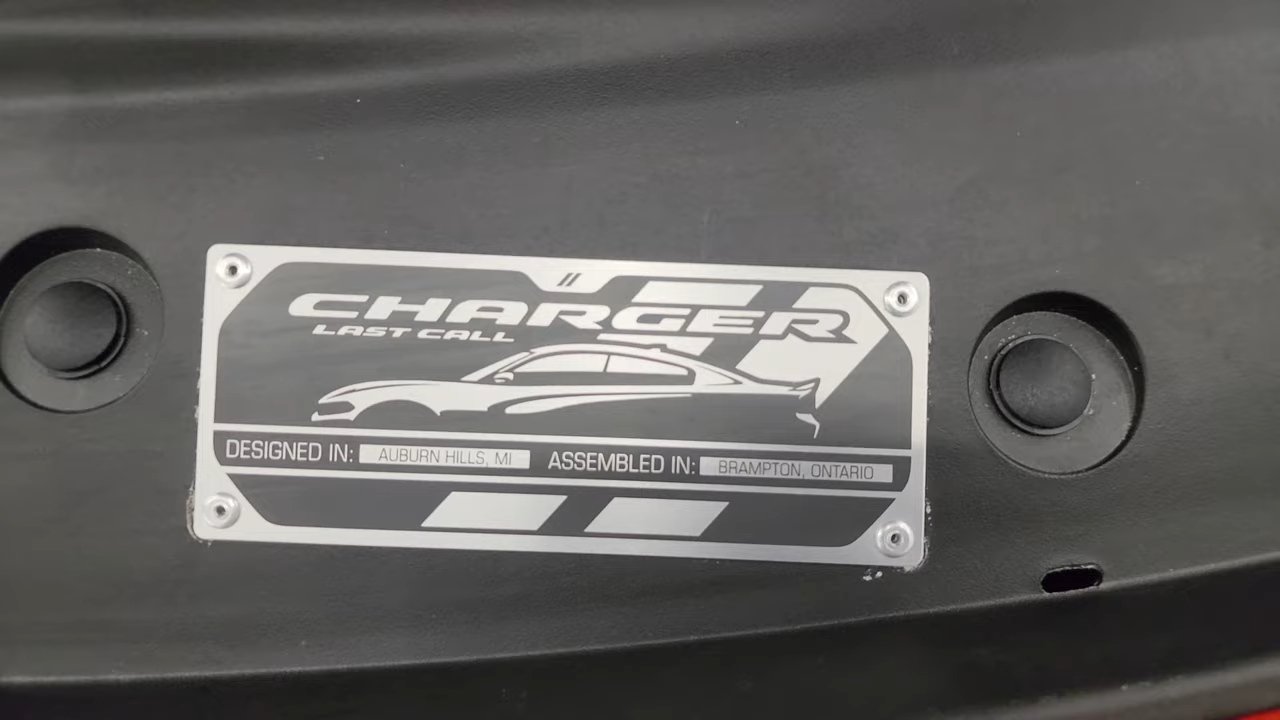 CHARGER
LAST CALL
DESIGNED IN: AUBURN HILLS, MI ASSEMBLED IN: BRAMPTON, ONTARIO